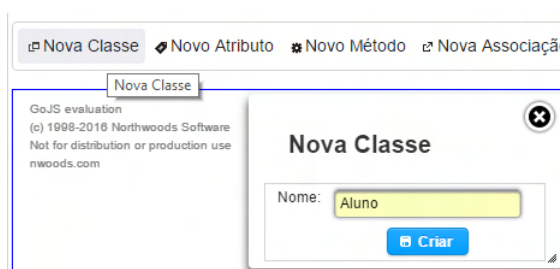 Nova Classe Novo Atributo Novo Método Nova Associaçã
Nova Classe
GoJS evaluation
(c) 1998-2016 Northwoods Software
Not for distribution or production use
nwoods.com
Nova Classe
Nome: Aluno
Criar